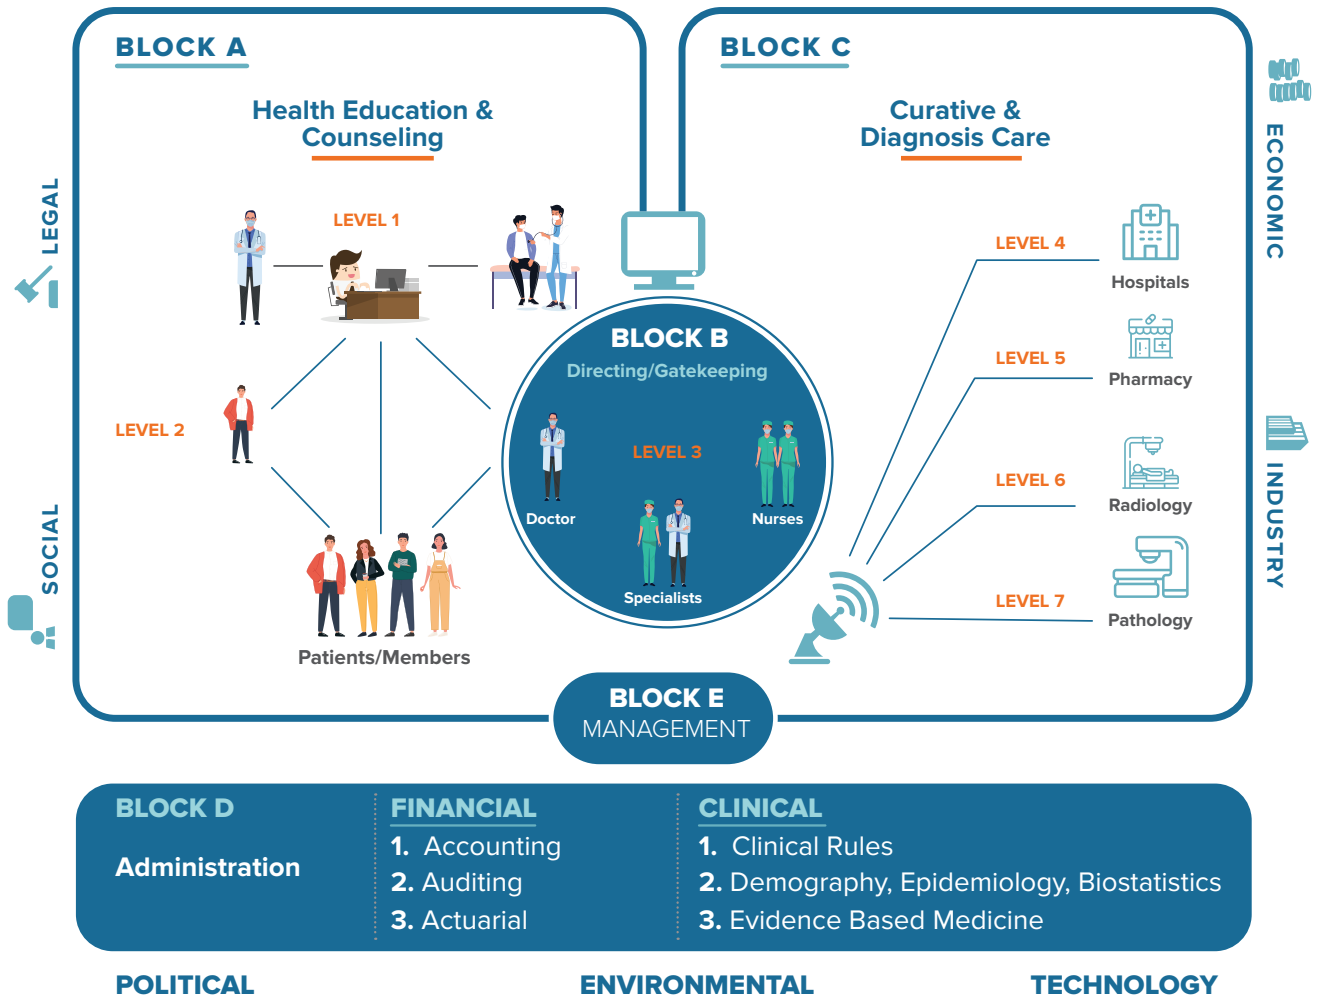 BLOCK A
BLOCK C
Health Education &
Counseling
Curative &
Diagnosis Care
LEGAL
ECONOMIC
LEVEL 1
LEVEL 4
Hospitals
BLOCK B
Directing/Gatekeeping
LEVEL 5
Pharmacy
LEVEL 2
LEVEL 3
Doctor
Nurses
Specialists
LEVEL 6
Radiology
SOCIAL
INDUSTRY
LEVEL 7
Pathology
Patients/Members
BLOCK E
MANAGEMENT
BLOCK D
Administration
FINANCIAL
1. Accounting
2. Auditing
3. Actuarial
CLINICAL
1. Clinical Rules
2. Demography, Epidemiology, Biostatistics
3. Evidence Based Medicine
POLITICAL
ENVIRONMENTAL
TECHNOLOGY